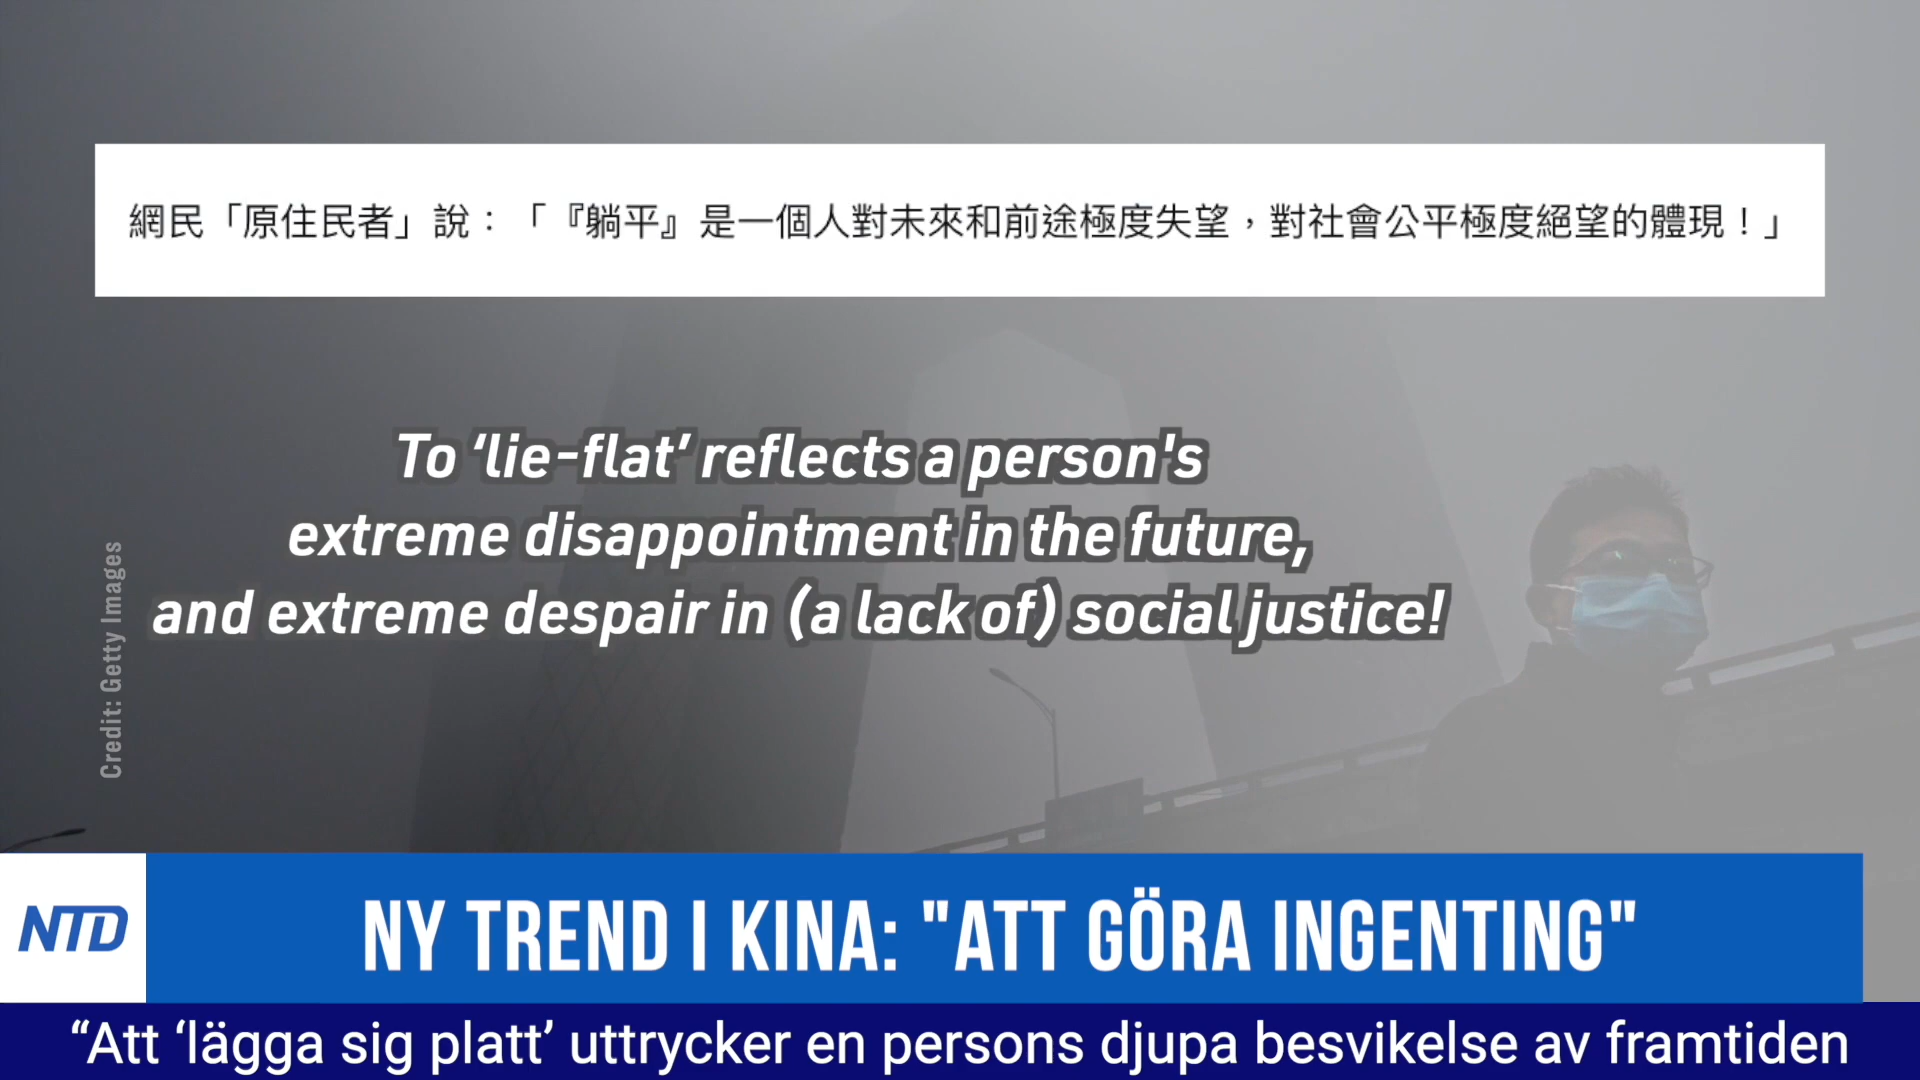 網民「原住民者」說：「『躺平』是一個人對未來和前途極度失望，對社會公平極度絕望的體現！」
To ‘lie-flat’ reflects a person's
extreme disappointment in the future,
and extreme despair in (a lack of) social justice!
Credit: Getty Images
NTD
NY TREND I KINA: "ATT GÖRA INGENTING"
“Att ‘lägga sig platt’ uttrycker en persons djupa besvikelse av framtiden